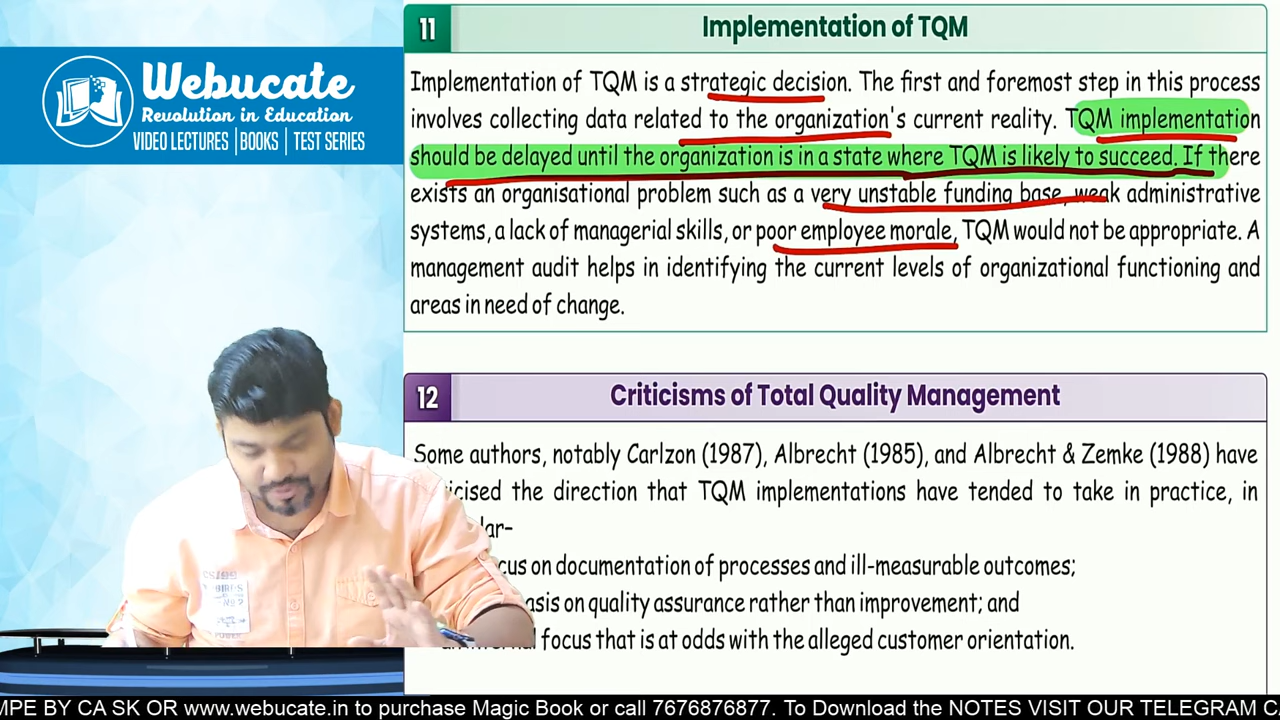 Webucate
Revolution in Education
VIDEO LECTURES | BOOKS | TEST SERIES
11 Implementation of TQM
Implementation of TQM is a strategic decision. The first and foremost step in this process
involves collecting data related to the organization's current reality. TQM implementation
should be delayed until the organization is in a state where TQM is likely to succeed. If there
exists an organisational problem such as a very unstable funding base, weak administrative
systems, a lack of managerial skills, or poor employee morale, TQM would not be appropriate. A
management audit helps in identifying the current levels of organizational functioning and
areas in need of change.
12 Criticisms of Total Quality Management
Some authors, notably Carlzon (1987), Albrecht (1985), and Albrecht & Zemke (1988) have
the direction that TQM implementations have tended to take in practice, in
on documentation of processes and ill-measurable outcomes;
on quality assurance rather than improvement; and
focus that is at odds with the alleged customer orientation.
BY CA SK OR www.webucate.in to purchase Magic Book or call 7676876877. To Download the NOTES VISIT OUR TELEGRAM